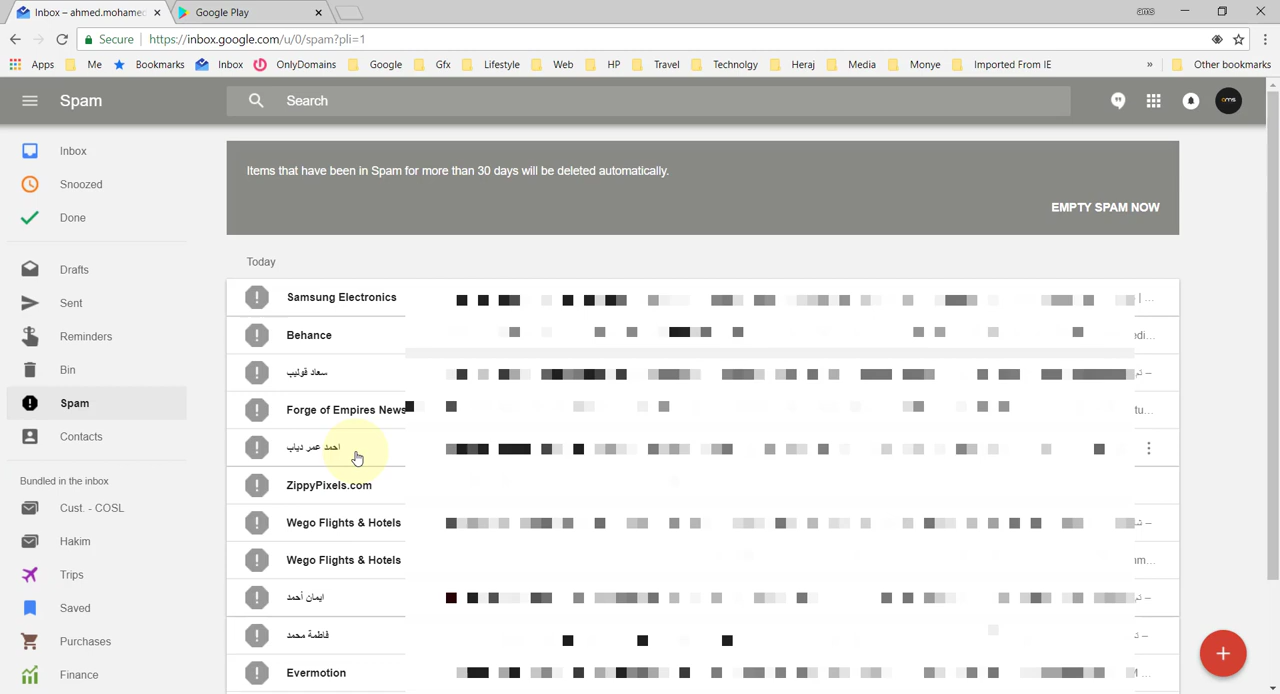 Inbox – ahmed.mohamed
Google Play
ams
Secure
https://inbox.google.com/u/0/spam?pli=1
Apps
Me
Bookmarks
Inbox
OnlyDomains
Google
Gfx
Lifestyle
Web
HP
Travel
Technolgy
Heraj
Media
Monye
Imported From IE
»
Other bookmarks
Spam
Search
ams
Inbox
Snoozed
Done
Drafts
Sent
Reminders
Bin
Spam
Contacts
Bundled in the inbox
Cust. - COSL
Hakim
Trips
Saved
Purchases
Finance
Items that have been in Spam for more than 30 days will be deleted automatically.
EMPTY SPAM NOW
Today
Samsung Electronics
Behance
سعاد فوليب
Forge of Empires News
احمد عمر دياب
ZippyPixels.com
Wego Flights & Hotels
Wego Flights & Hotels
ايمان أحمد
فاطمة محمد
Evermotion